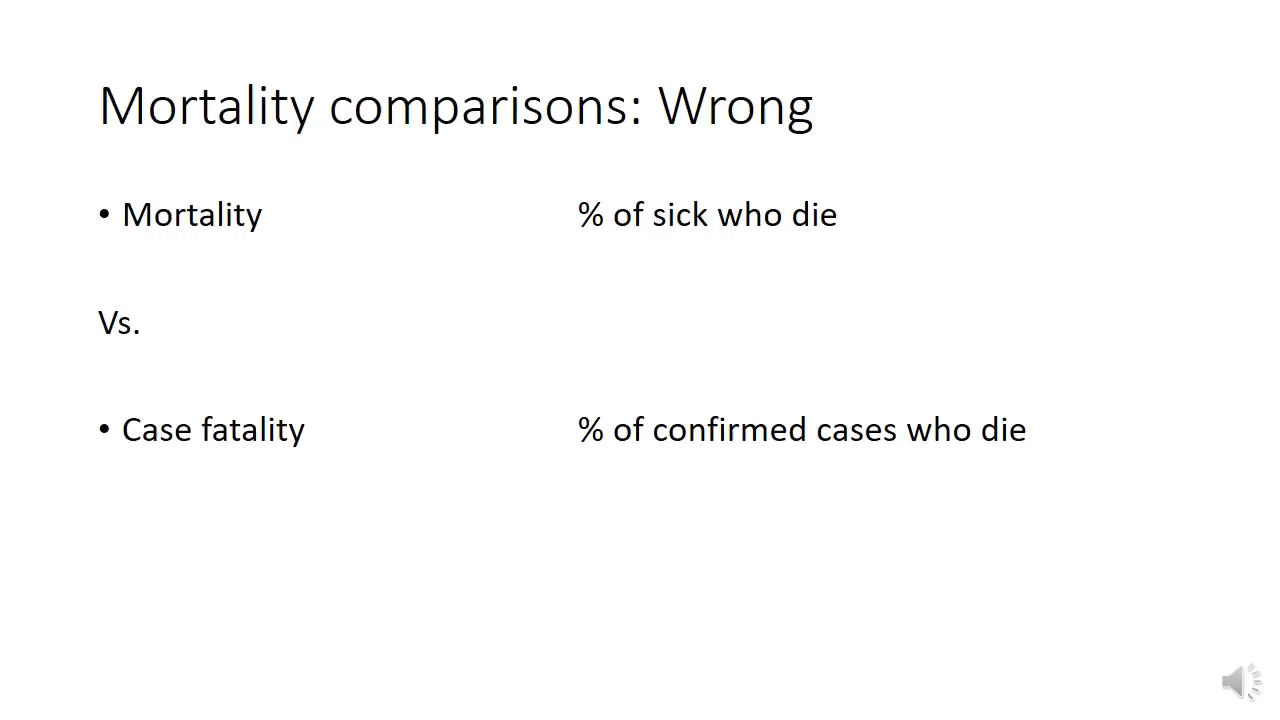 Mortality comparisons: Wrong
• Mortality % of sick who die
Vs.
• Case fatality % of confirmed cases who die